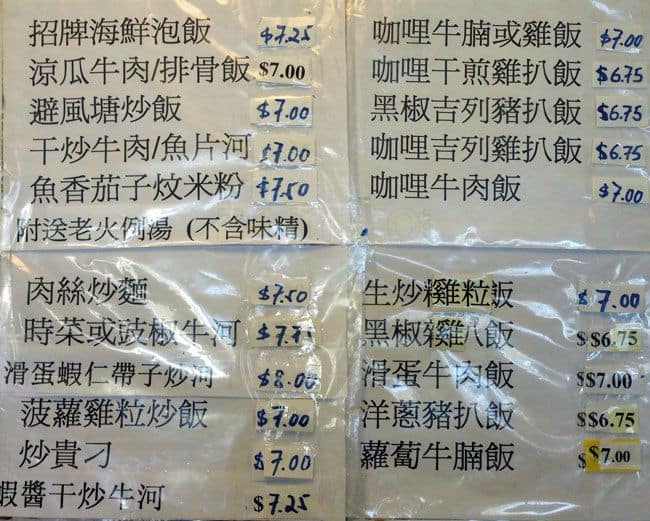 招牌海鮮泡飯 $7.25
涼瓜牛肉/排骨飯 $7.00
避風塘炒飯 $7.00
干炒牛肉/魚片河 $7.00
魚香茄子炆米粉 $7.50
附送老火例湯 (不含味精)
咖哩牛腩或雞飯 $7.00
咖哩干煎雞扒飯 $6.75
黑椒吉列豬扒飯 $6.75
咖哩吉列雞扒飯 $6.75
咖哩牛肉飯 $7.00
肉絲炒麵 $7.50
時菜或豉椒牛河
滑蛋蝦仁帶子炒河 $8.00
菠蘿雞粒炒飯 $7.00
炒貴刁 $7.00
蝦醬干炒牛河 $7.25
生炒雞粒飯 $7.00
黑椒雞扒飯 $$6.75
滑蛋牛肉飯 $$7.00
洋蔥豬扒飯 $$6.75
蘿蔔牛腩飯 $$7.00